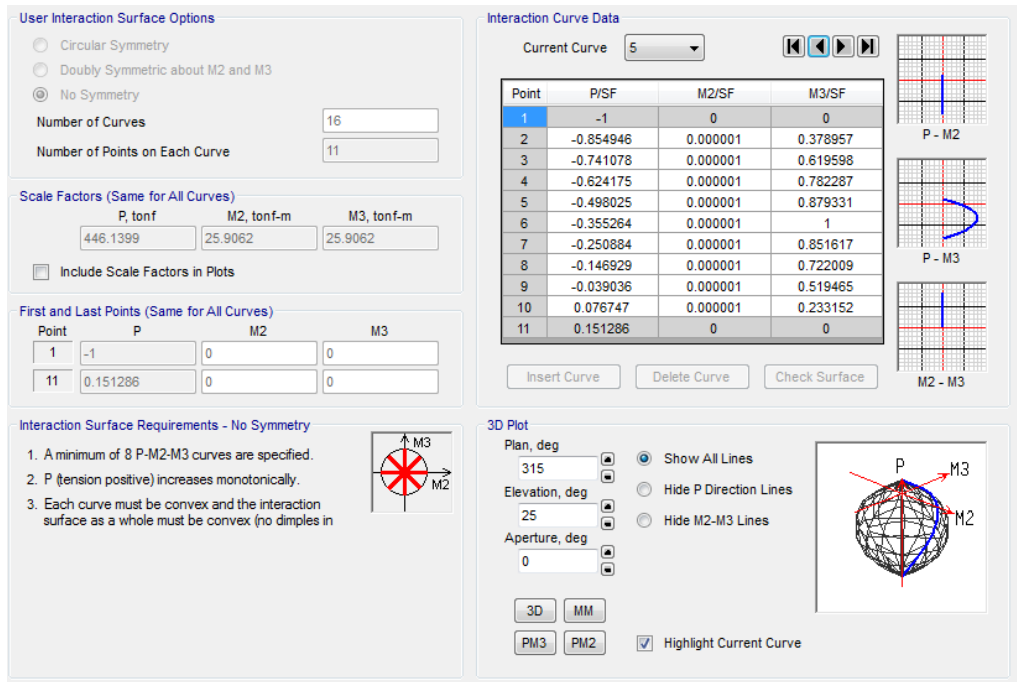 User Interaction Surface Options
Circular Symmetry
Doubly Symmetric about M2 and M3
No Symmetry
Number of Curves 16
Number of Points on Each Curve 11
Scale Factors (Same for All Curves)
P, tonf M2, tonf-m M3, tonf-m
446.1399 25.9062 25.9062
Include Scale Factors in Plots
First and Last Points (Same for All Curves)
Point P M2 M3
1 -1 0 0
11 0.151286 0 0
Interaction Surface Requirements - No Symmetry
1. A minimum of 8 P-M2-M3 curves are specified.
2. P (tension positive) increases monotonically.
3. Each curve must be convex and the interaction
surface as a whole must be convex (no dimples in
M3
M2
Interaction Curve Data
Current Curve 5
Point P/SF M2/SF M3/SF
1 -1 0 0
2 -0.854946 0.000001 0.378957
3 -0.741078 0.000001 0.619598
4 -0.624175 0.000001 0.782287
5 -0.498025 0.000001 0.879331
6 -0.355264 0.000001 1
7 -0.250884 0.000001 0.851617
8 -0.146929 0.000001 0.722009
9 -0.039036 0.000001 0.519465
10 0.076747 0.000001 0.233152
11 0.151286 0 0
Insert Curve Delete Curve Check Surface
P - M2
P - M3
M2 - M3
3D Plot
Plan, deg
315
Elevation, deg
25
Aperture, deg
0
Show All Lines
Hide P Direction Lines
Hide M2-M3 Lines
3D MM
PM3 PM2
Highlight Current Curve
P
M3
M2